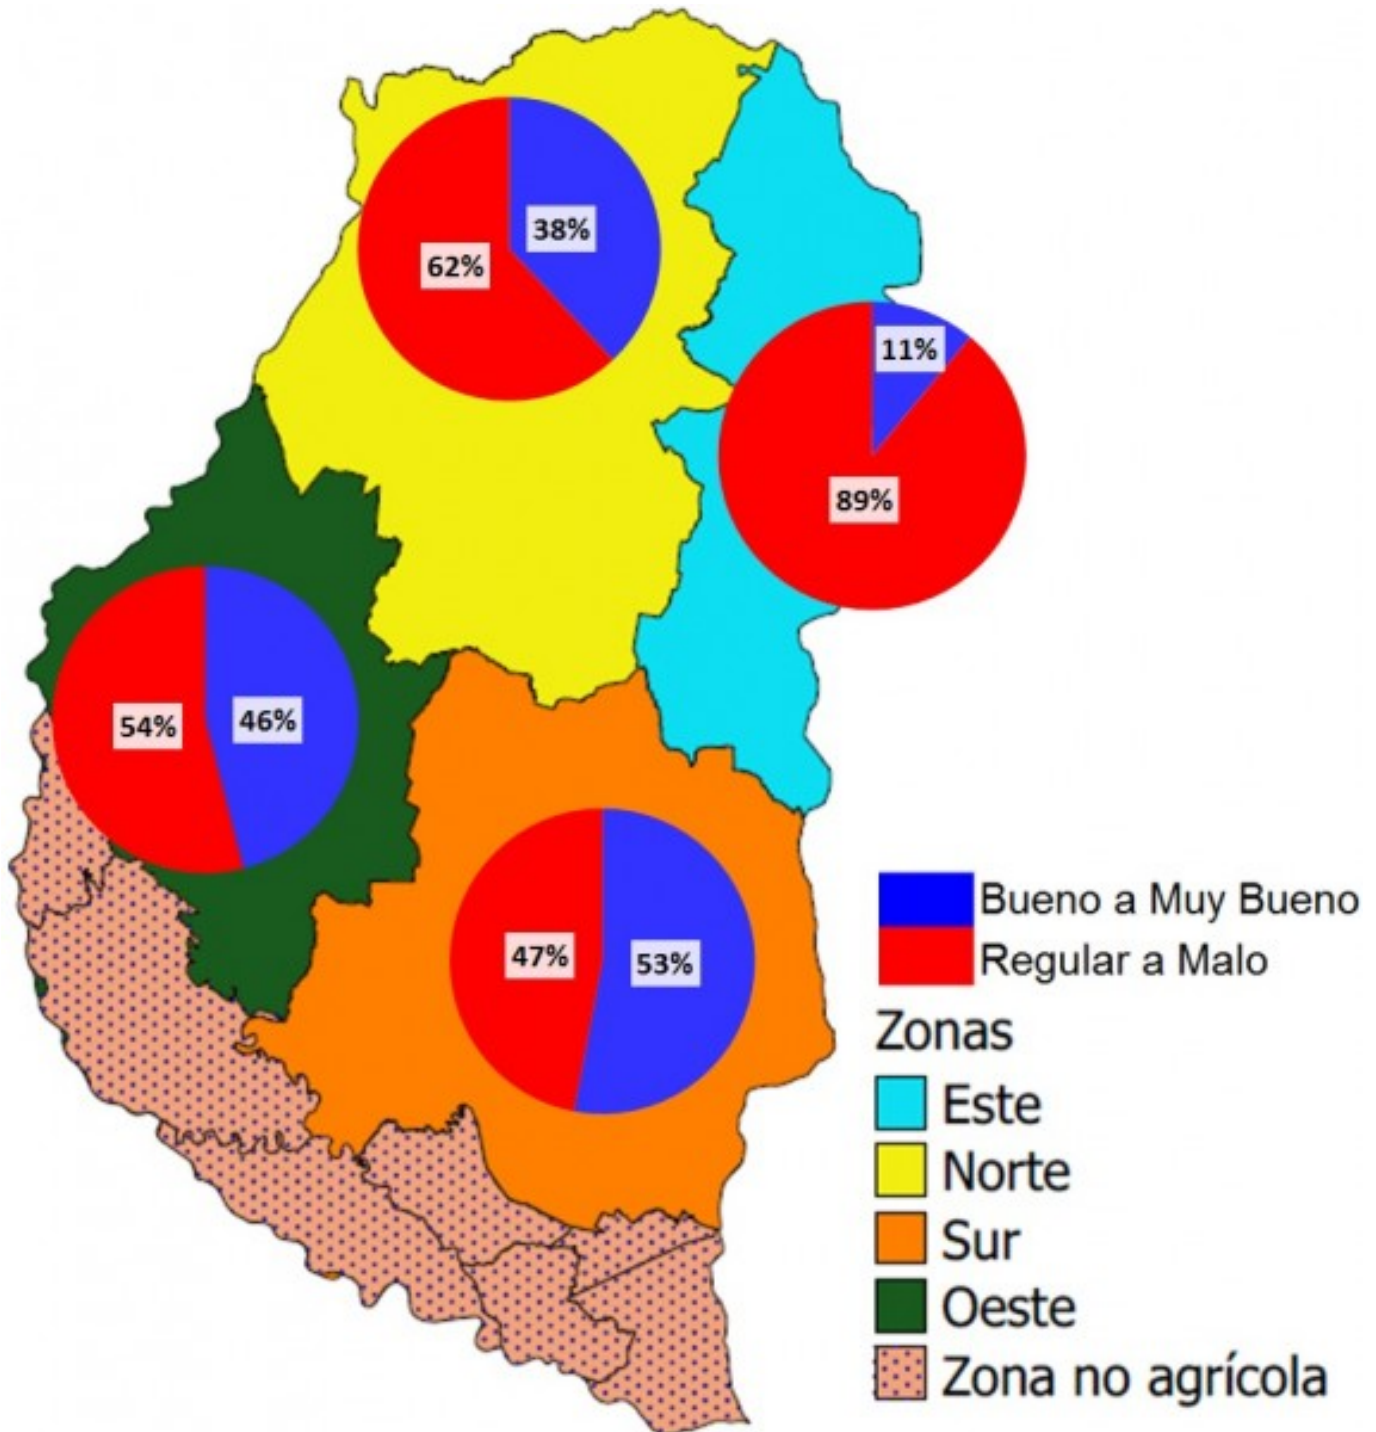 38%
62%
11%
89%
54%
46%
47%
53%
Bueno a Muy Bueno
Regular a Malo
Zonas
Este
Norte
Sur
Oeste
Zona no agrícola